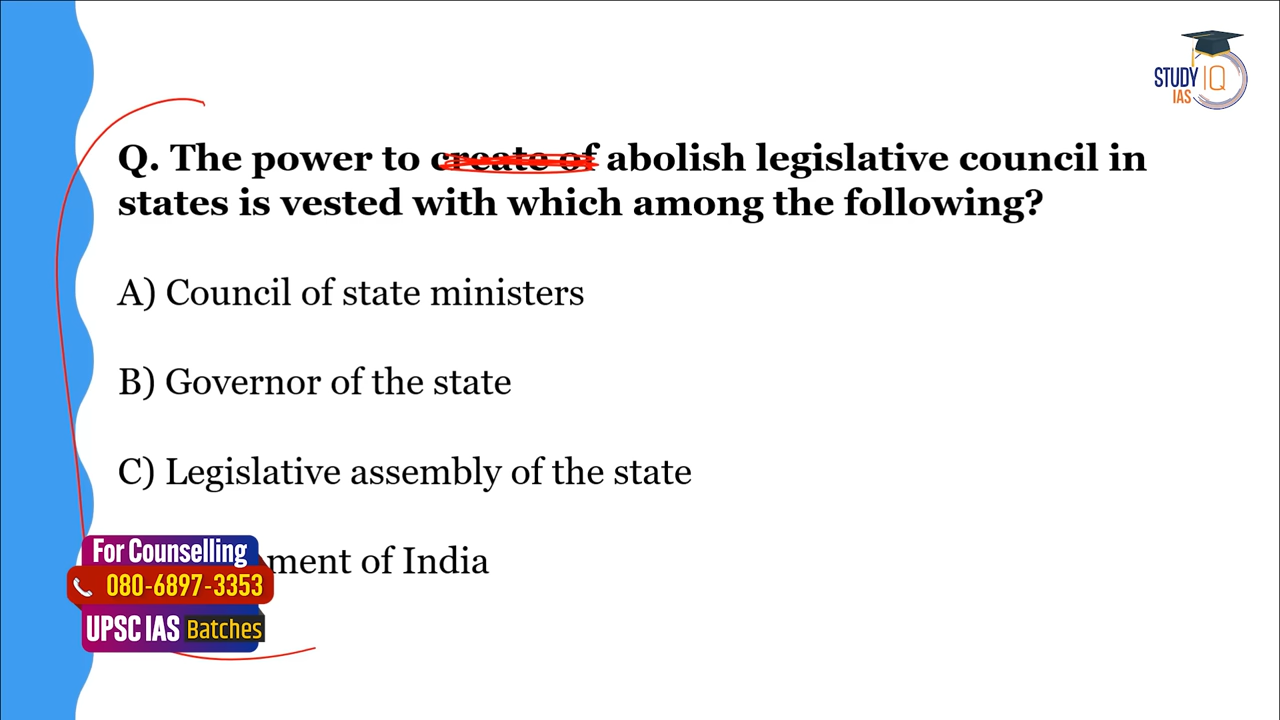 STUDY IQ
IAS
Q. The power to create of abolish legislative council in
states is vested with which among the following?
A) Council of state ministers
B) Governor of the state
C) Legislative assembly of the state
of India
For Counselling
080-6897-3353
UPSC IAS Batches